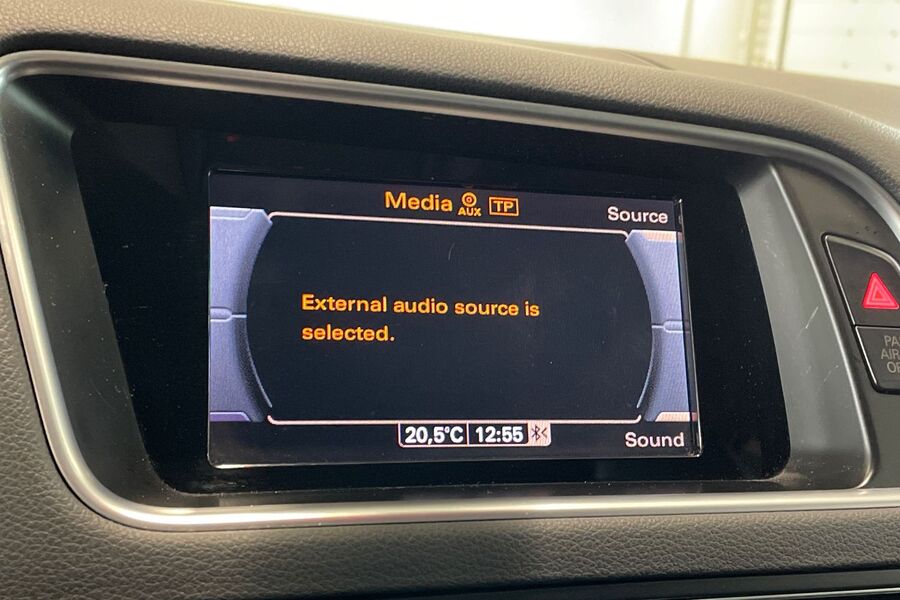 Media AUX TP
Source
External audio source is
selected.
20,5°C 12:55
Sound